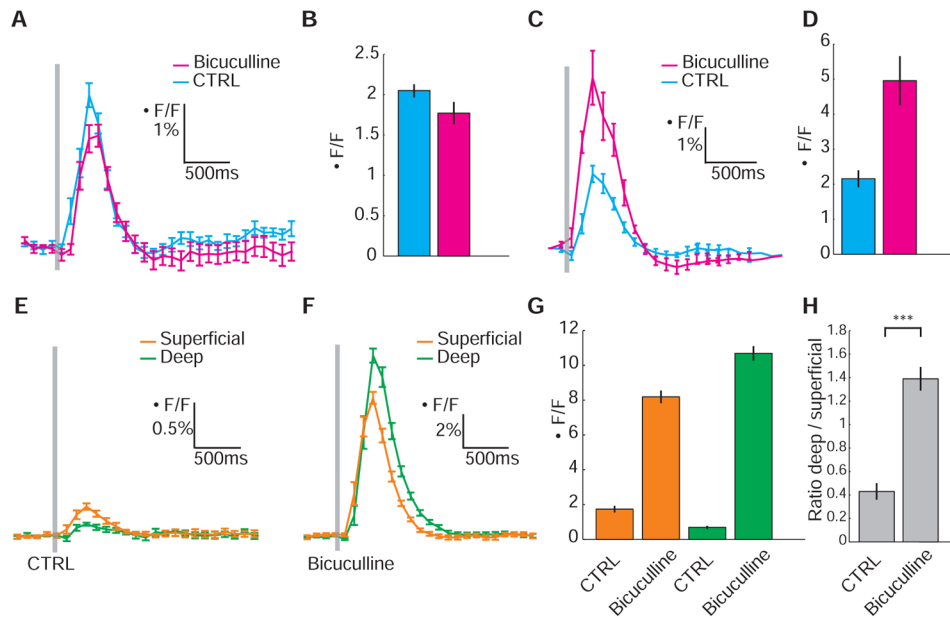 A
Bicuculline
CTRL
• F/F
1%
500ms
B
2.5
2
1.5
1
0.5
0
• F/F
C
Bicuculline
CTRL
• F/F
1%
500ms
D
6
5
4
3
2
1
0
• F/F
E
Superficial
Deep
• F/F
0.5%
500ms
CTRL
F
Superficial
Deep
• F/F
2%
500ms
Bicuculline
G
12
10
8
6
4
2
0
• F/F
CTRL
Bicuculline
CTRL
Bicuculline
H
***
1.8
1.6
1.4
1.2
1
0.8
0.6
0.4
0.2
0
Ratio deep / superficial
CTRL
Bicuculline